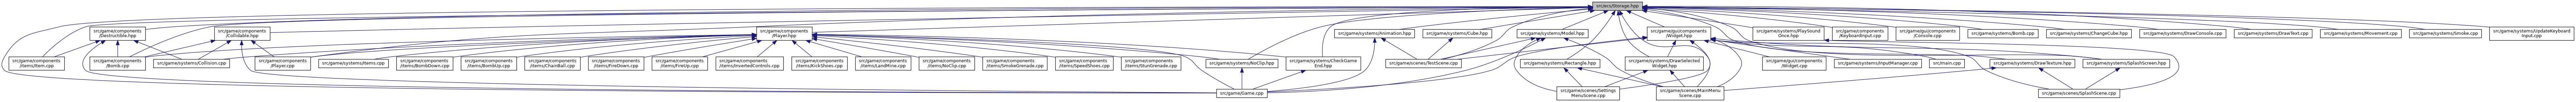 src/ecs/Storage.hpp
src/game/components
/Destructible.hpp
src/game/components
/Collidable.hpp
src/game/components
/Player.hpp
src/game/systems/Animation.hpp
src/game/systems/Cube.hpp
src/game/systems/Model.hpp
src/game/gui/components
/Widget.hpp
src/game/systems/PlaySound
Once.hpp
src/game/components
/KeyboardInput.cpp
src/game/gui/components
/Console.cpp
src/game/systems/Bomb.cpp
src/game/systems/ChangeCube.hpp
src/game/systems/DrawConsole.cpp
src/game/systems/DrawText.cpp
src/game/systems/Movement.cpp
src/game/systems/Smoke.cpp
src/game/systems/UpdateKeyboard
Input.cpp
src/game/components
/items/Item.cpp
src/game/components
/Bomb.cpp
src/game/systems/Collision.cpp
src/game/components
/Player.cpp
src/game/systems/Items.cpp
src/game/components
/items/BombDown.cpp
src/game/components
/items/BombUp.cpp
src/game/components
/items/ChainBall.cpp
src/game/components
/items/FireDown.cpp
src/game/components
/items/FireUp.cpp
src/game/components
/items/InvertedControls.cpp
src/game/components
/items/KickShoes.cpp
src/game/components
/items/LandMine.cpp
src/game/components
/items/NoClip.cpp
src/game/components
/items/SmokeGrenade.cpp
src/game/components
/items/SpeedShoes.cpp
src/game/components
/items/StunGrenade.cpp
src/game/systems/NoClip.hpp
src/game/systems/CheckGame
End.hpp
src/game/scenes/TestScene.cpp
src/game/systems/Rectangle.hpp
src/game/systems/DrawSelected
Widget.hpp
src/game/gui/components
/Widget.cpp
src/game/systems/InputManager.cpp
src/main.cpp
src/game/systems/DrawTexture.hpp
src/game/systems/SplashScreen.hpp
src/game/Game.cpp
src/game/scenes/Settings
MenuScene.cpp
src/game/scenes/MainMenu
Scene.cpp
src/game/scenes/SplashScene.cpp